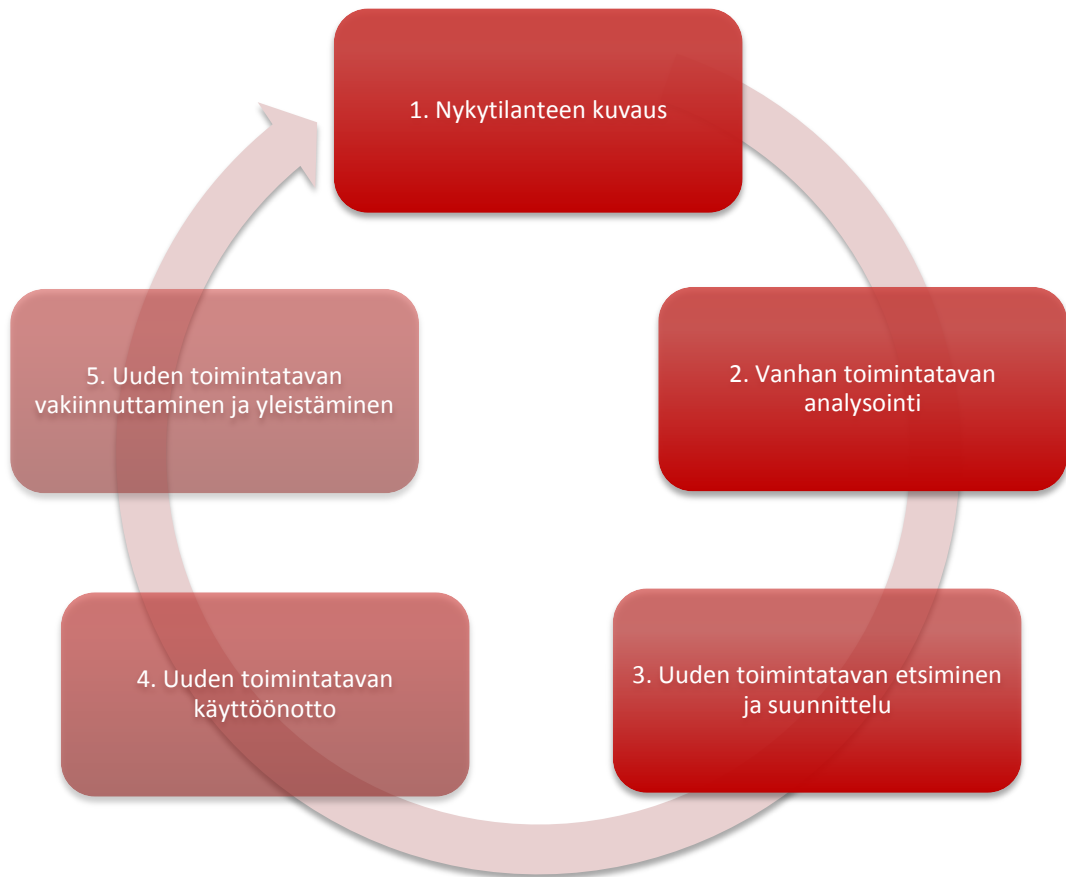 1. Nykytilanteen kuvaus
2. Vanhan toimintatavan
analysointi
3. Uuden toimintatavan etsiminen
ja suunnittelu
4. Uuden toimintatavan
käyttöönotto
5. Uuden toimintatavan
vakiinnuttaminen ja yleistäminen